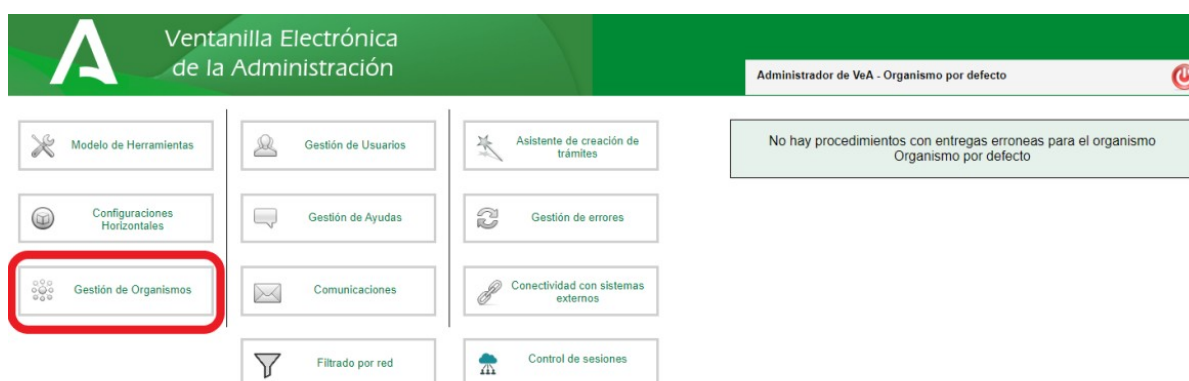 Ventanilla Electrónica
de la Administración
Administrador de VeA - Organismo por defecto
Modelo de Herramientas
Gestión de Usuarios
Asistente de creación de
trámites
No hay procedimientos con entregas erroneas para el organismo
Organismo por defecto
Configuraciones
Horizontales
Gestión de Ayudas
Gestión de errores
Gestión de Organismos
Comunicaciones
Conectividad con sistemas
externos
Filtrado por red
Control de sesiones